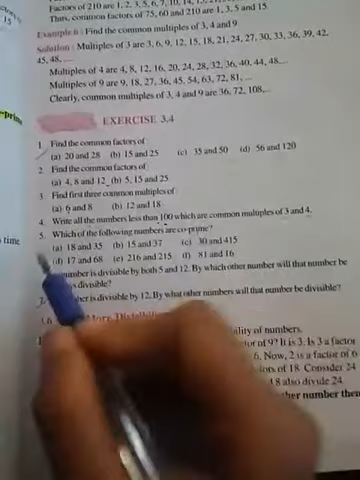 Factors of 210 are 1, 2, 3, 5, 6, 7, 10, 14, 15,
Thus, common factors of 75, 60 and 210 are 1, 3, 5 and 15.
Example 6 : Find the common factors of 3, 4 and 9
Solution : Multiples of 3 are 3, 6, 9, 12, 15, 18, 21, 24, 27, 30, 33, 36, 39, 42,
45, 48, ...
Multiples of 4 are 4, 8, 12, 16, 20, 24, 28, 32, 36, 40, 44, 48,...
Multiples of 9 are 9, 18, 27, 36, 45, 54, 63, 72, 81, ...
Clearly, common multiples of 3, 4 and 9 are 36, 72, 108,...
EXERCISE 3.4
1. Find the common factors of :
(a) 20 and 28 (b) 15 and 25 (c) 35 and 50 (d) 56 and 120
2. Find the common factors of :
(a) 4, 8 and 12 (b) 5, 15 and 25
3. Find first three common multiples of :
(a) 6 and 8 (b) 12 and 18
4. Write all the numbers less than 100 which are common multiples of 3 and 4.
5. Which of the following numbers are co-prime?
(a) 18 and 35 (b) 15 and 37 (c) 30 and 415
(d) 17 and 68 (e) 216 and 215 (f) 81 and 16
number is divisible by both 5 and 12. By which other number will that number be
divisible?
7. is divisible by 12. By what other numbers will that number be divisible?
More
of numbers.
of 9? It is 3. Is 3 a factor
6. Now, 2 is a factor of 6
of 18. Consider 24
18 also divide 24.
number then
time
15